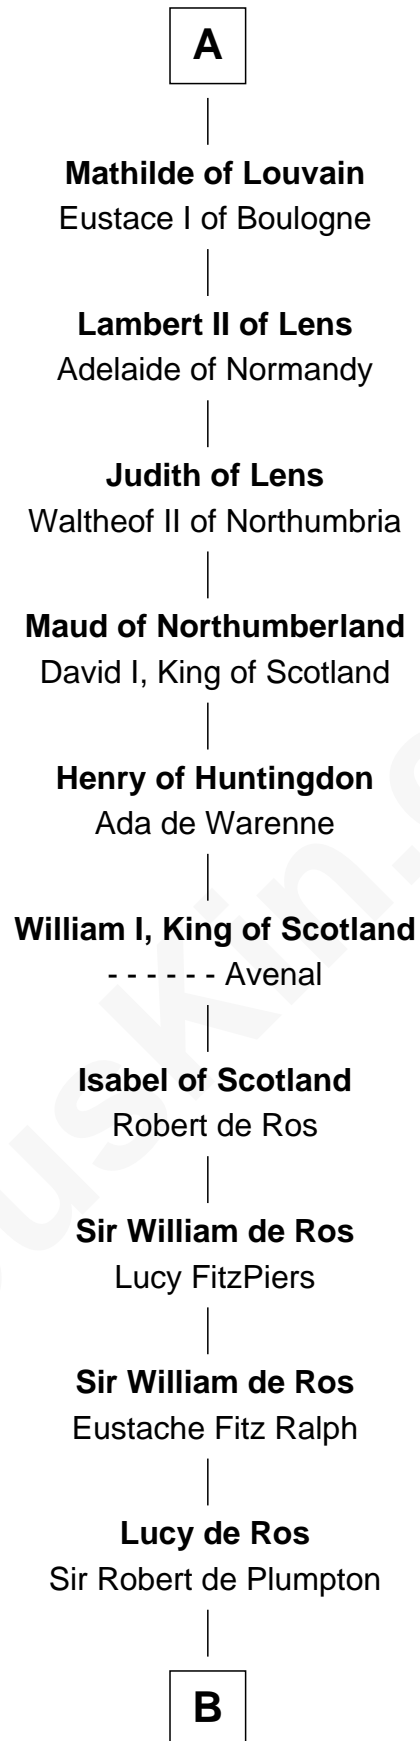 A
Mathilde of Louvain
Eustace I of Boulogne
Lambert II of Lens
Adelaide of Normandy
Judith of Lens
Waltheof II of Northumbria
Maud of Northumberland
David I, King of Scotland
Henry of Huntingdon
Ada de Warenne
William I, King of Scotland
- - - - - - Avenal
Isabel of Scotland
Robert de Ros
Sir William de Ros
Lucy FitzPiers
Sir William de Ros
Eustache Fitz Ralph
Lucy de Ros
Sir Robert de Plumpton
B